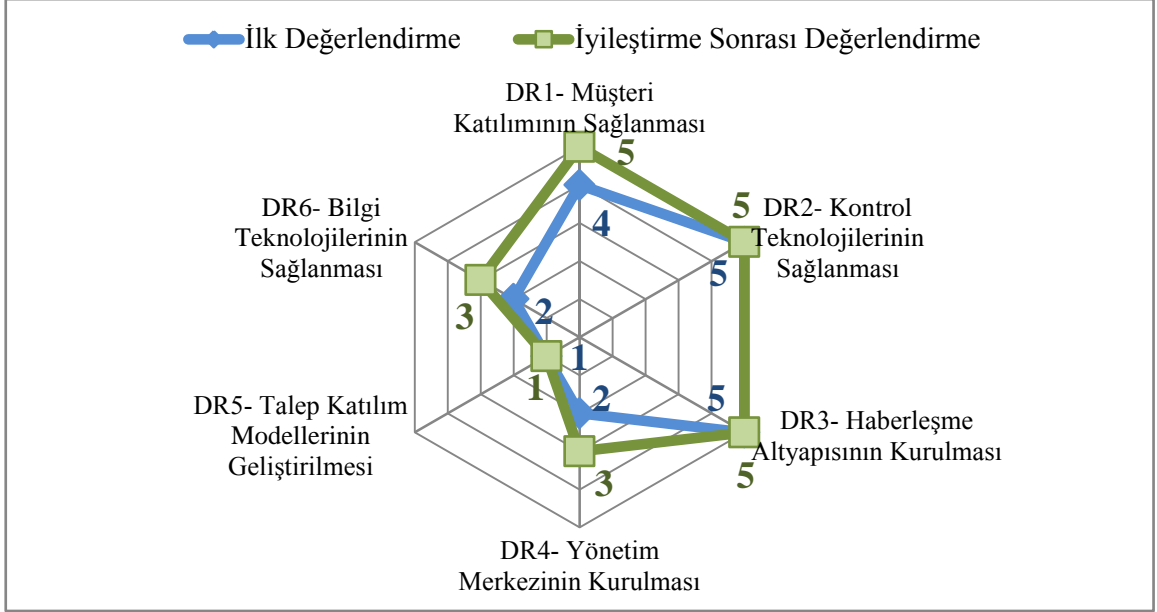 İlk Değerlendirme
İyileştirme Sonrası Değerlendirme
DR1- Müşteri
Katılımının Sağlanması
5
4
DR2- Kontrol
Teknolojilerinin
Sağlanması
5
5
DR3- Haberleşme
Altyapısının Kurulması
5
5
DR4- Yönetim
Merkezinin Kurulması
2
3
DR5- Talep Katılım
Modellerinin
Geliştirilmesi
1
1
DR6- Bilgi
Teknolojilerinin
Sağlanması
2
3